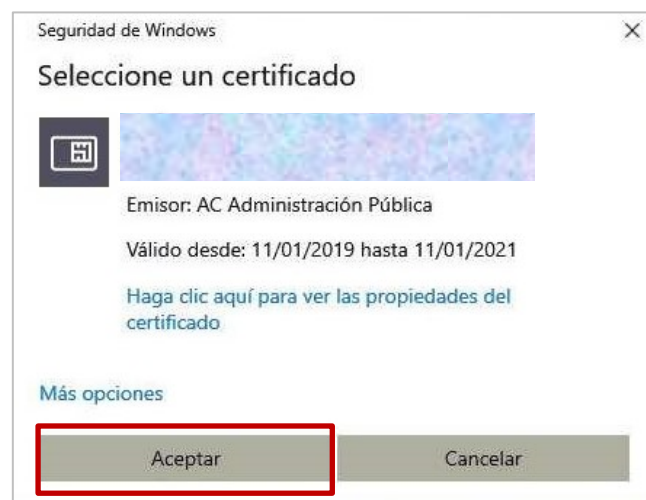 Seguridad de Windows
Seleccione un certificado
Emisor: AC Administración Pública
Válido desde: 11/01/2019 hasta 11/01/2021
Haga clic aquí para ver las propiedades del
certificado
Más opciones
Aceptar
Cancelar